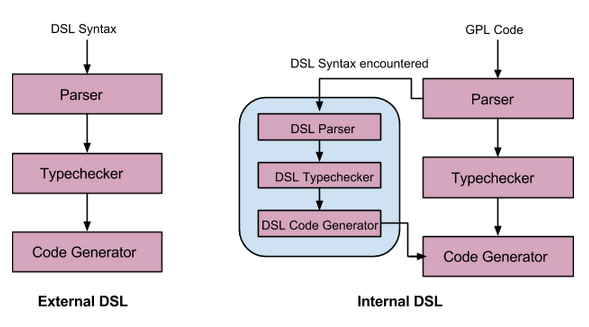 DSL Syntax
Parser
Typechecker
Code Generator
External DSL
GPL Code
DSL Syntax encountered
Parser
DSL Parser
Typechecker
DSL Typechecker
DSL Code Generator
Code Generator
Internal DSL